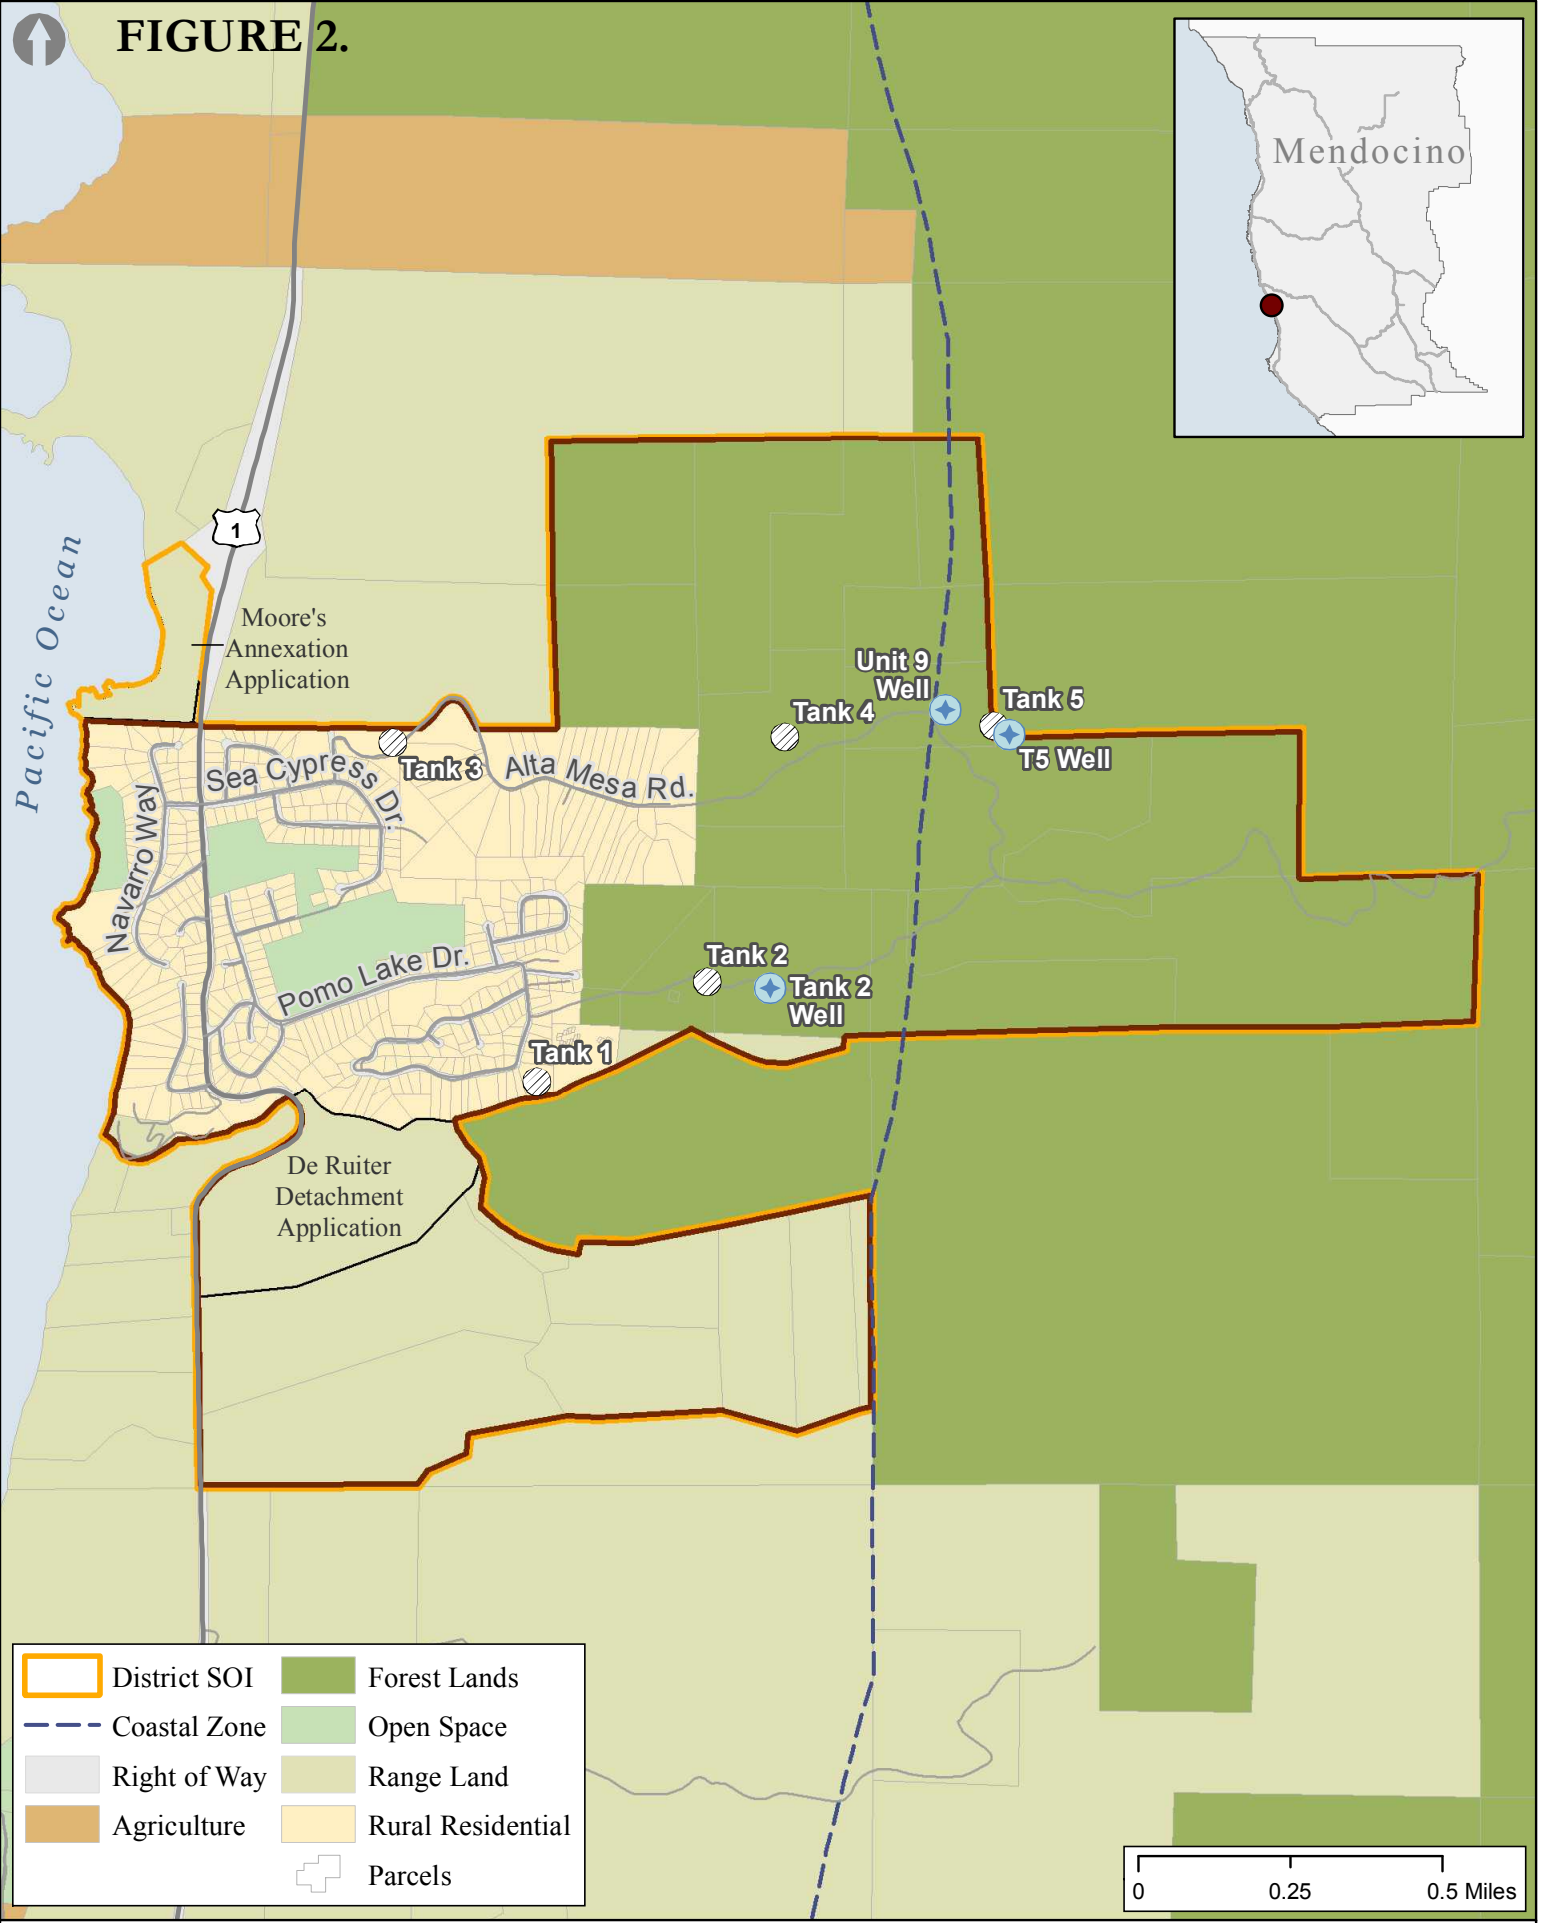 FIGURE 2.
Mendocino
Pacific Ocean
1
Moore's
Annexation
Application
Unit 9
Well
Tank 5
Tank 4
T5 Well
Tank 3
Alta Mesa Rd.
Sea Cypress Dr.
Navarro Way
Pomo Lake Dr.
Tank 2
Tank 2
Well
Tank 1
De Ruiter
Detachment
Application
District SOI
Coastal Zone
Right of Way
Agriculture
Forest Lands
Open Space
Range Land
Rural Residential
Parcels
0 0.25 0.5 Miles